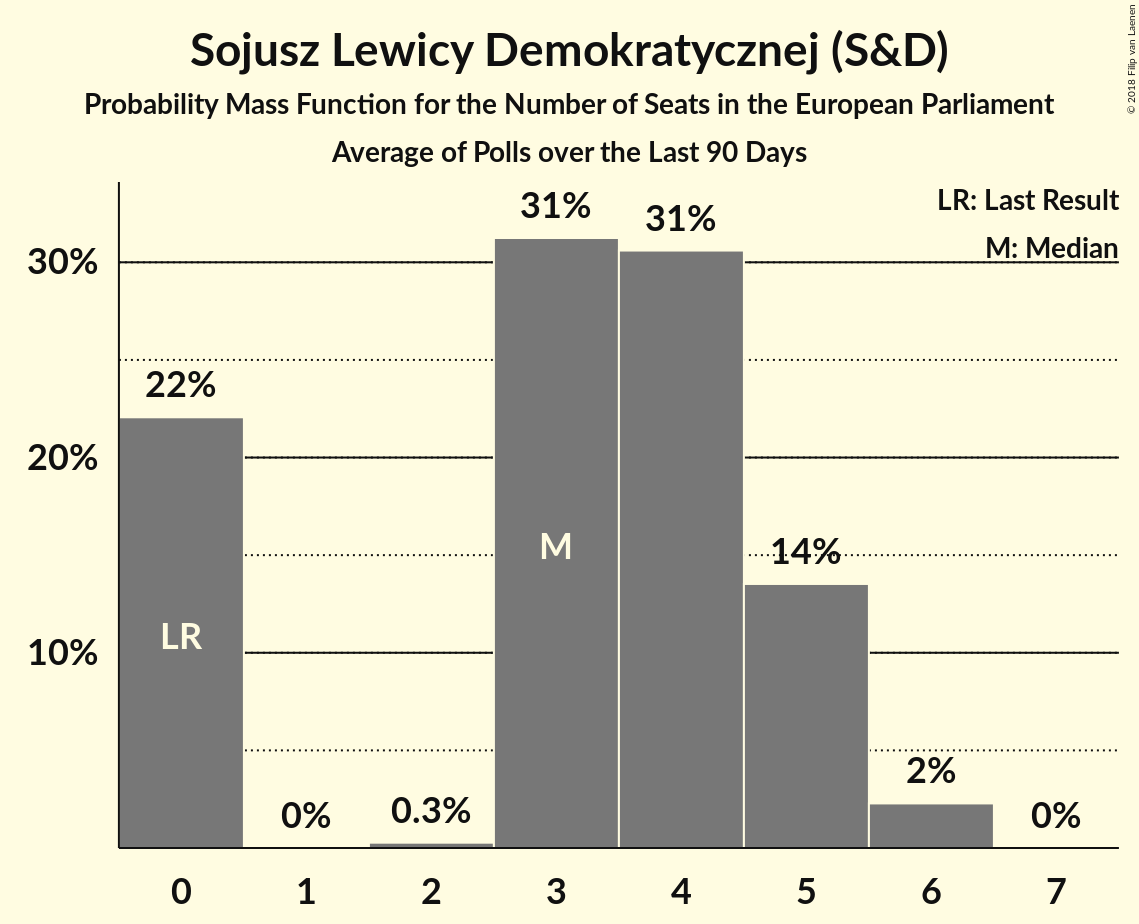 Sojusz Lewicy Demokratycznej (S&D)
Probability Mass Function for the Number of Seats in the European Parliament
Average of Polls over the Last 90 Days
© 2018 Filip van Laenen
LR: Last Result
M: Median
31%
31%
30%
22%
20%
14%
M
LR
10%
2%
0%
0.3%
0%
0 1 2 3 4 5 6 7